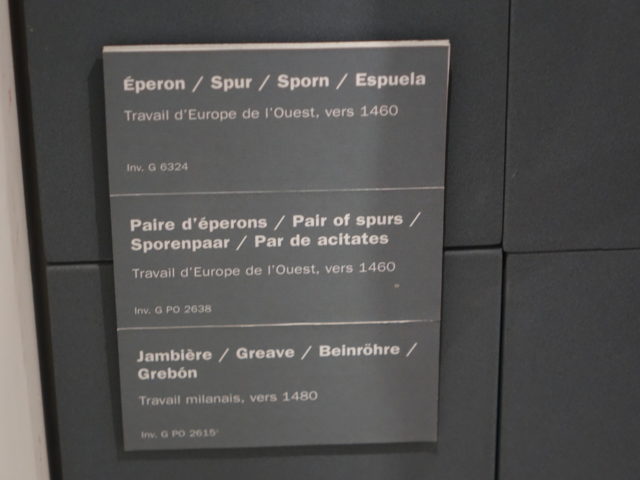 Éperon / Spur / Sporn / Espuela
Travail d'Europe de l'Ouest, vers 1460
Inv. G 6324
Paire d'éperons / Pair of spurs /
Sporenpaar / Par de acitates
Travail d'Europe de l'Ouest, vers 1460
Inv. G PO 2638
Jambière / Greave / Beinröhre /
Grebón
Travail milanais, vers 1480
Inv. G PO 2615